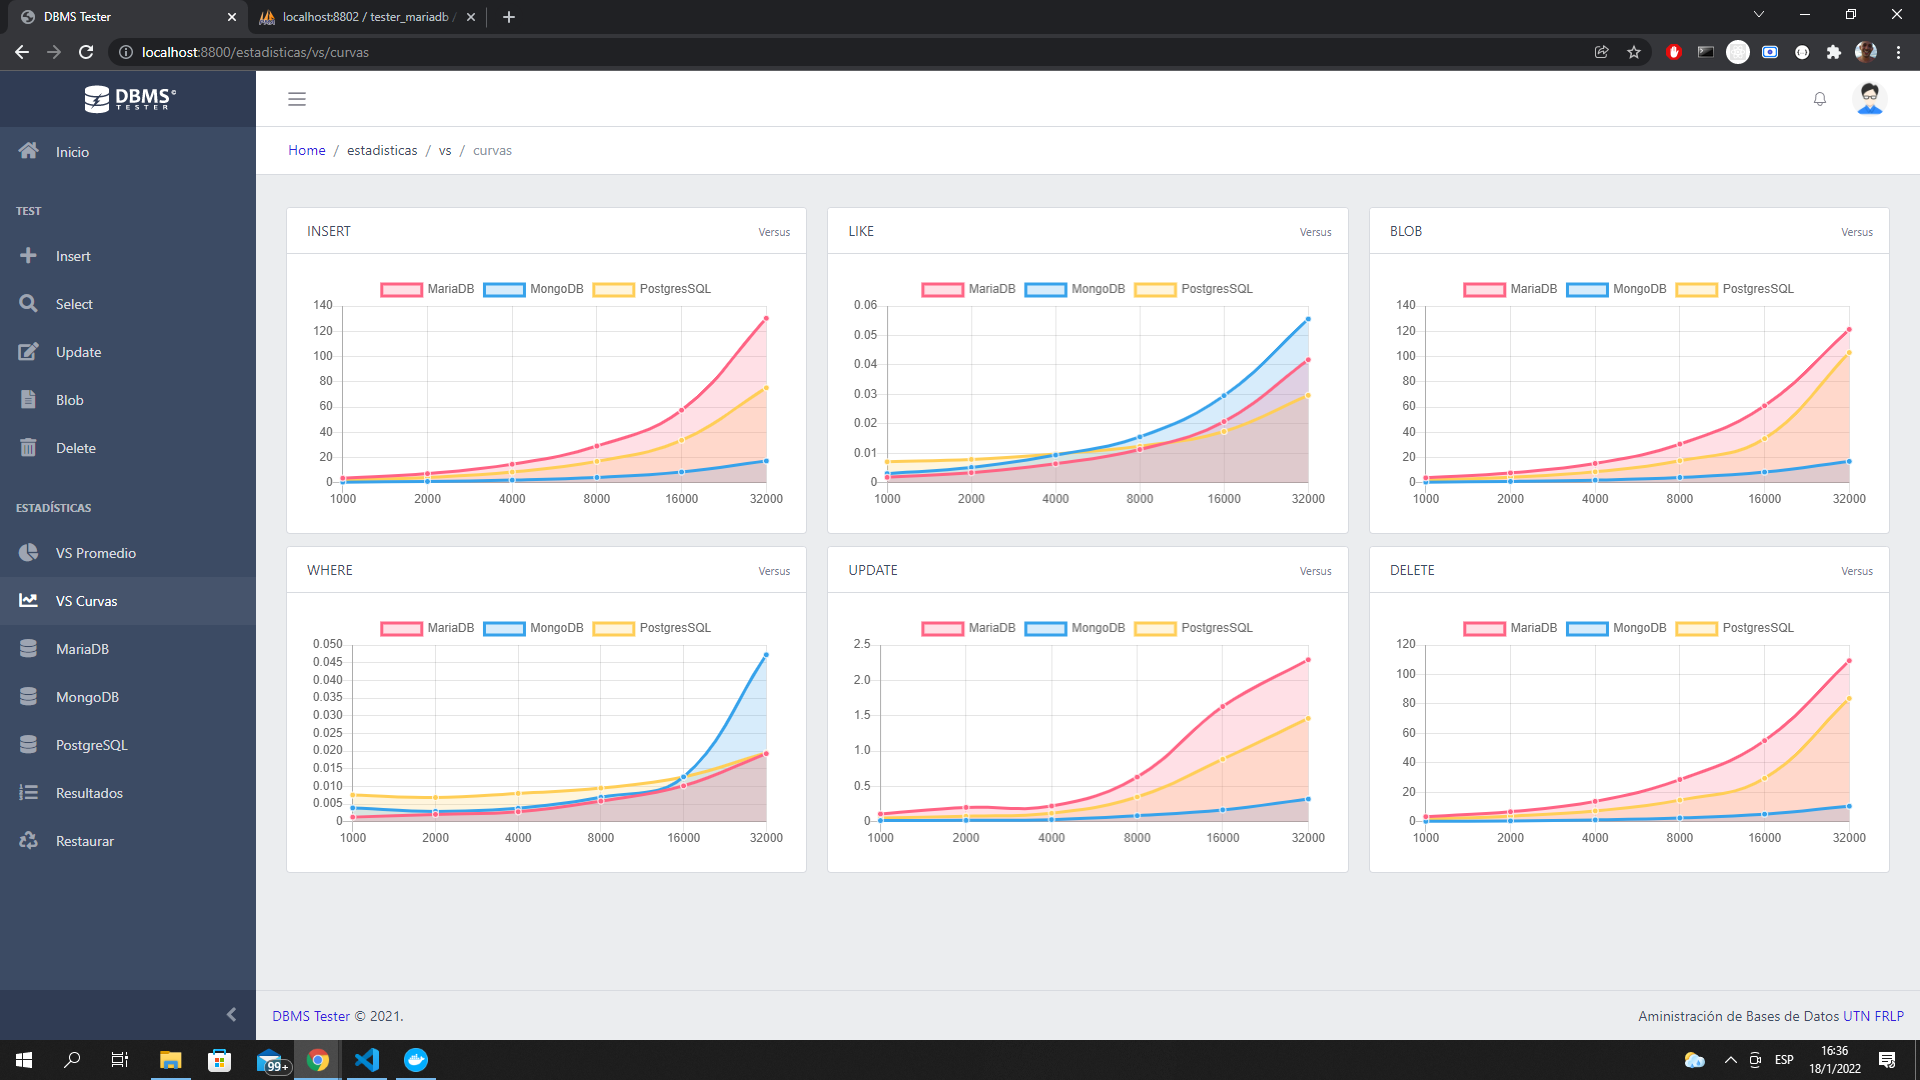 DBMS Tester
localhost:8802 / tester_mariadb /
localhost:8800/estadisticas/vs/curvas
DBMS
TESTER
Inicio
TEST
Insert
Select
Update
Blob
Delete
ESTADÍSTICAS
VS Promedio
VS Curvas
MariaDB
MongoDB
PostgreSQL
Resultados
Restaurar
Home / estadisticas / vs / curvas
INSERT Versus
MariaDB MongoDB PostgresSQL
140
120
100
80
60
40
20
0
1000 2000 4000 8000 16000 32000
LIKE Versus
MariaDB MongoDB PostgresSQL
0.06
0.05
0.04
0.03
0.02
0.01
0
1000 2000 4000 8000 16000 32000
BLOB Versus
MariaDB MongoDB PostgresSQL
140
120
100
80
60
40
20
0
1000 2000 4000 8000 16000 32000
WHERE Versus
MariaDB MongoDB PostgresSQL
0.050
0.045
0.040
0.035
0.030
0.025
0.020
0.015
0.010
0.005
0
1000 2000 4000 8000 16000 32000
UPDATE Versus
MariaDB MongoDB PostgresSQL
2.5
2.0
1.5
1.0
0.5
0
1000 2000 4000 8000 16000 32000
DELETE Versus
MariaDB MongoDB PostgresSQL
120
100
80
60
40
20
0
1000 2000 4000 8000 16000 32000
DBMS Tester © 2021.
Aministración de Bases de Datos UTN FRLP
99+
ESP
16:36
18/1/2022